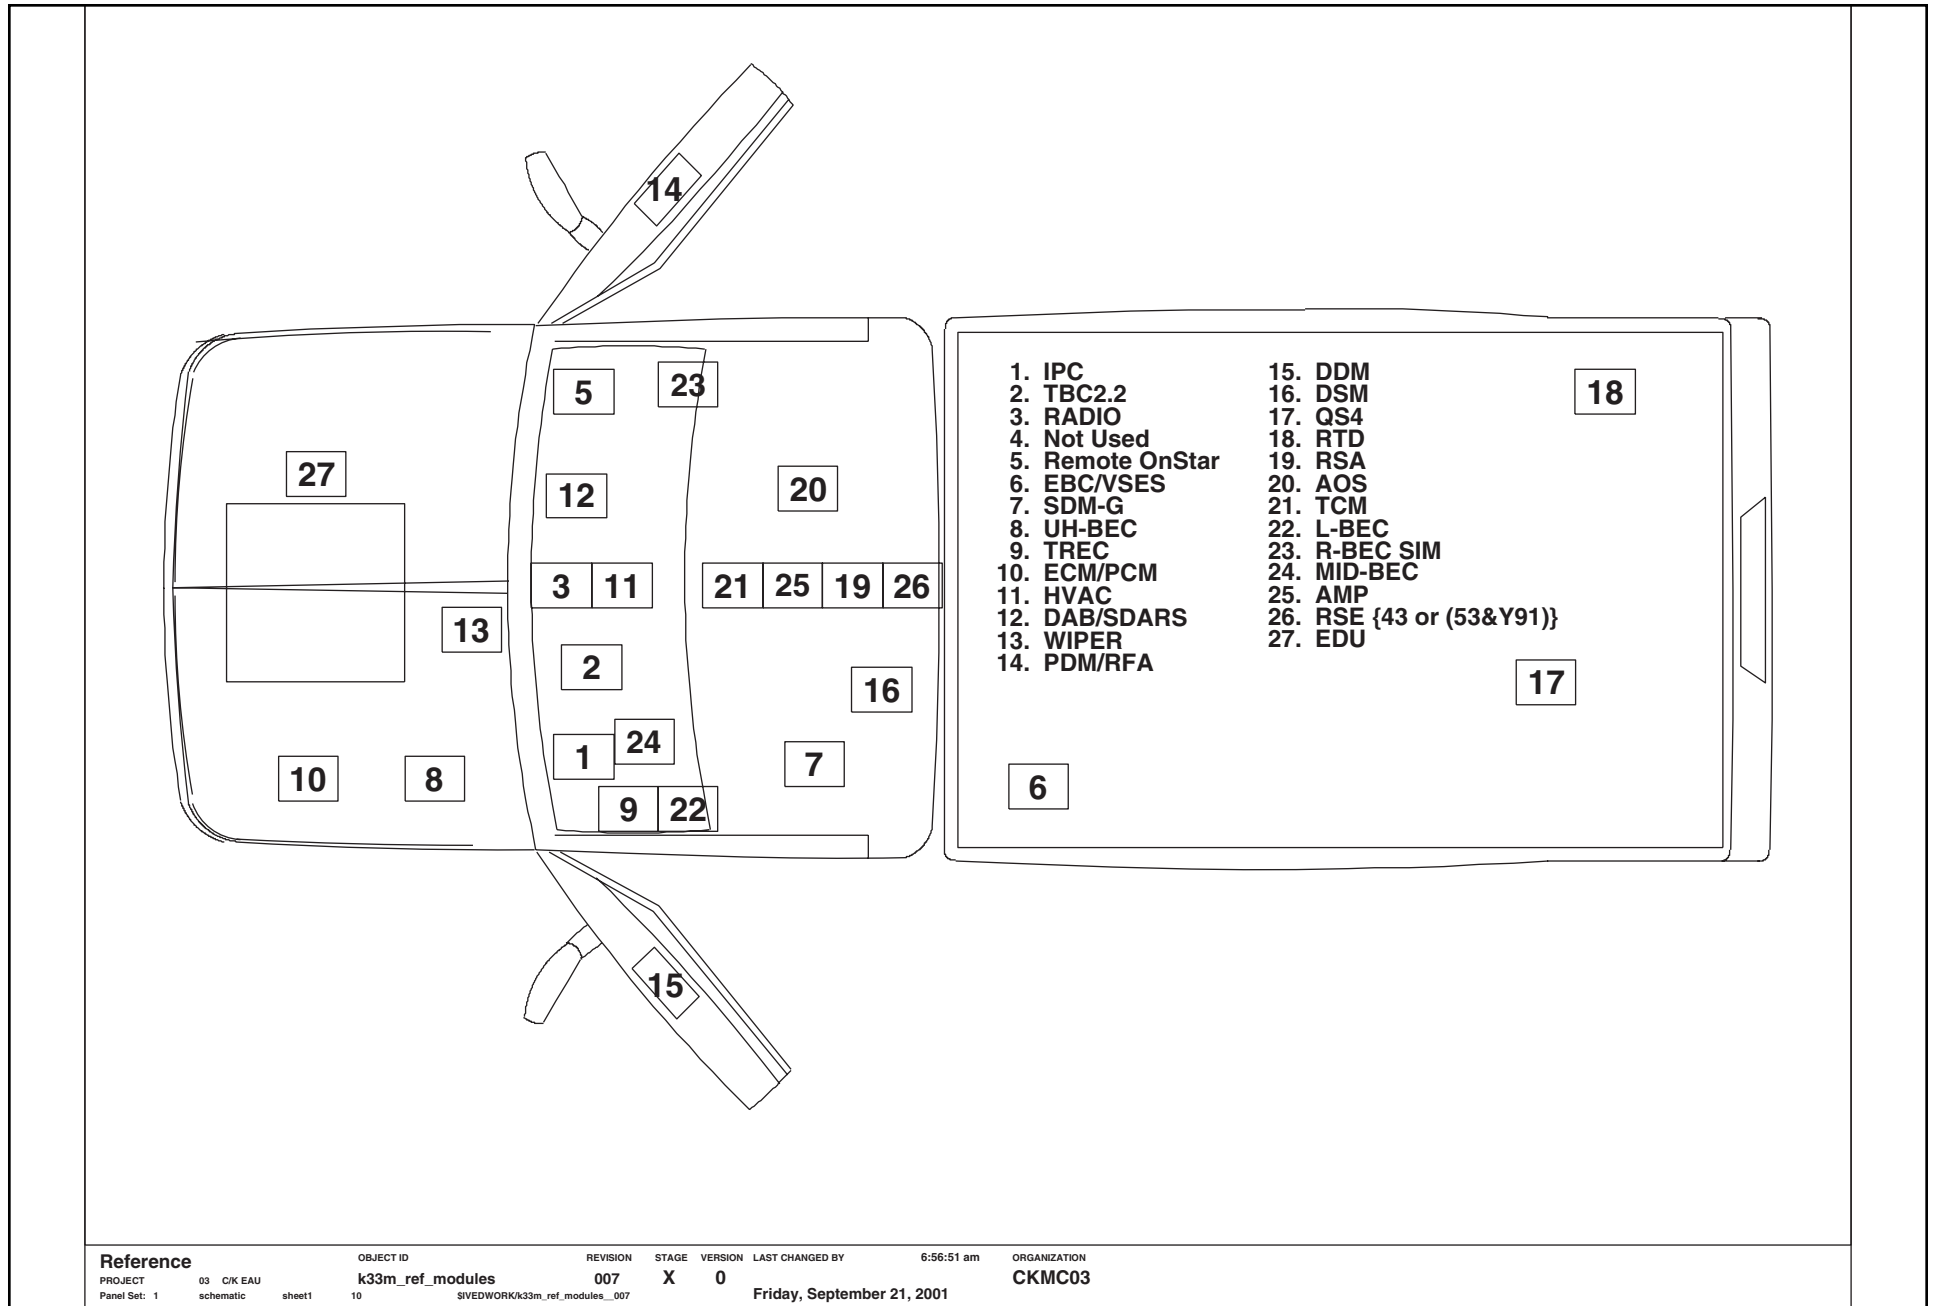 14
5
23
18
27
12
20
3
11
21
25
19
26
13
2
16
17
24
1
7
10
8
6
9
22
15
1. IPC
2. TBC2.2
3. RADIO
4. Not Used
5. Remote OnStar
6. EBC/VSES
7. SDM-G
8. UH-BEC
9. TREC
10. ECM/PCM
11. HVAC
12. DAB/SDARS
13. WIPER
14. PDM/RFA
15. DDM
16. DSM
17. QS4
18. RTD
19. RSA
20. AOS
21. TCM
22. L-BEC
23. R-BEC SIM
24. MID-BEC
25. AMP
26. RSE {43 or (53&Y91)}
27. EDU
Reference OBJECT ID REVISION STAGE VERSION LAST CHANGED BY 6:56:51 am ORGANIZATION
PROJECT 03 C/K EAU k33m_ref_modules 007 X 0 CKMC03
Panel Set: 1 schematic sheet1 10 $IVEDWORK/k33m_ref_modules__007 Friday, September 21, 2001